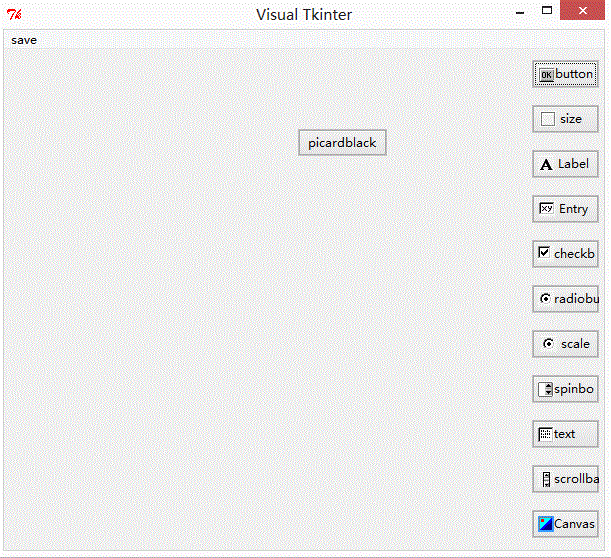 Visual Tkinter
save
button
size
picardblack
Label
Entry
checkb
radiobu
scale
spinbo
text
scrollba
Canvas